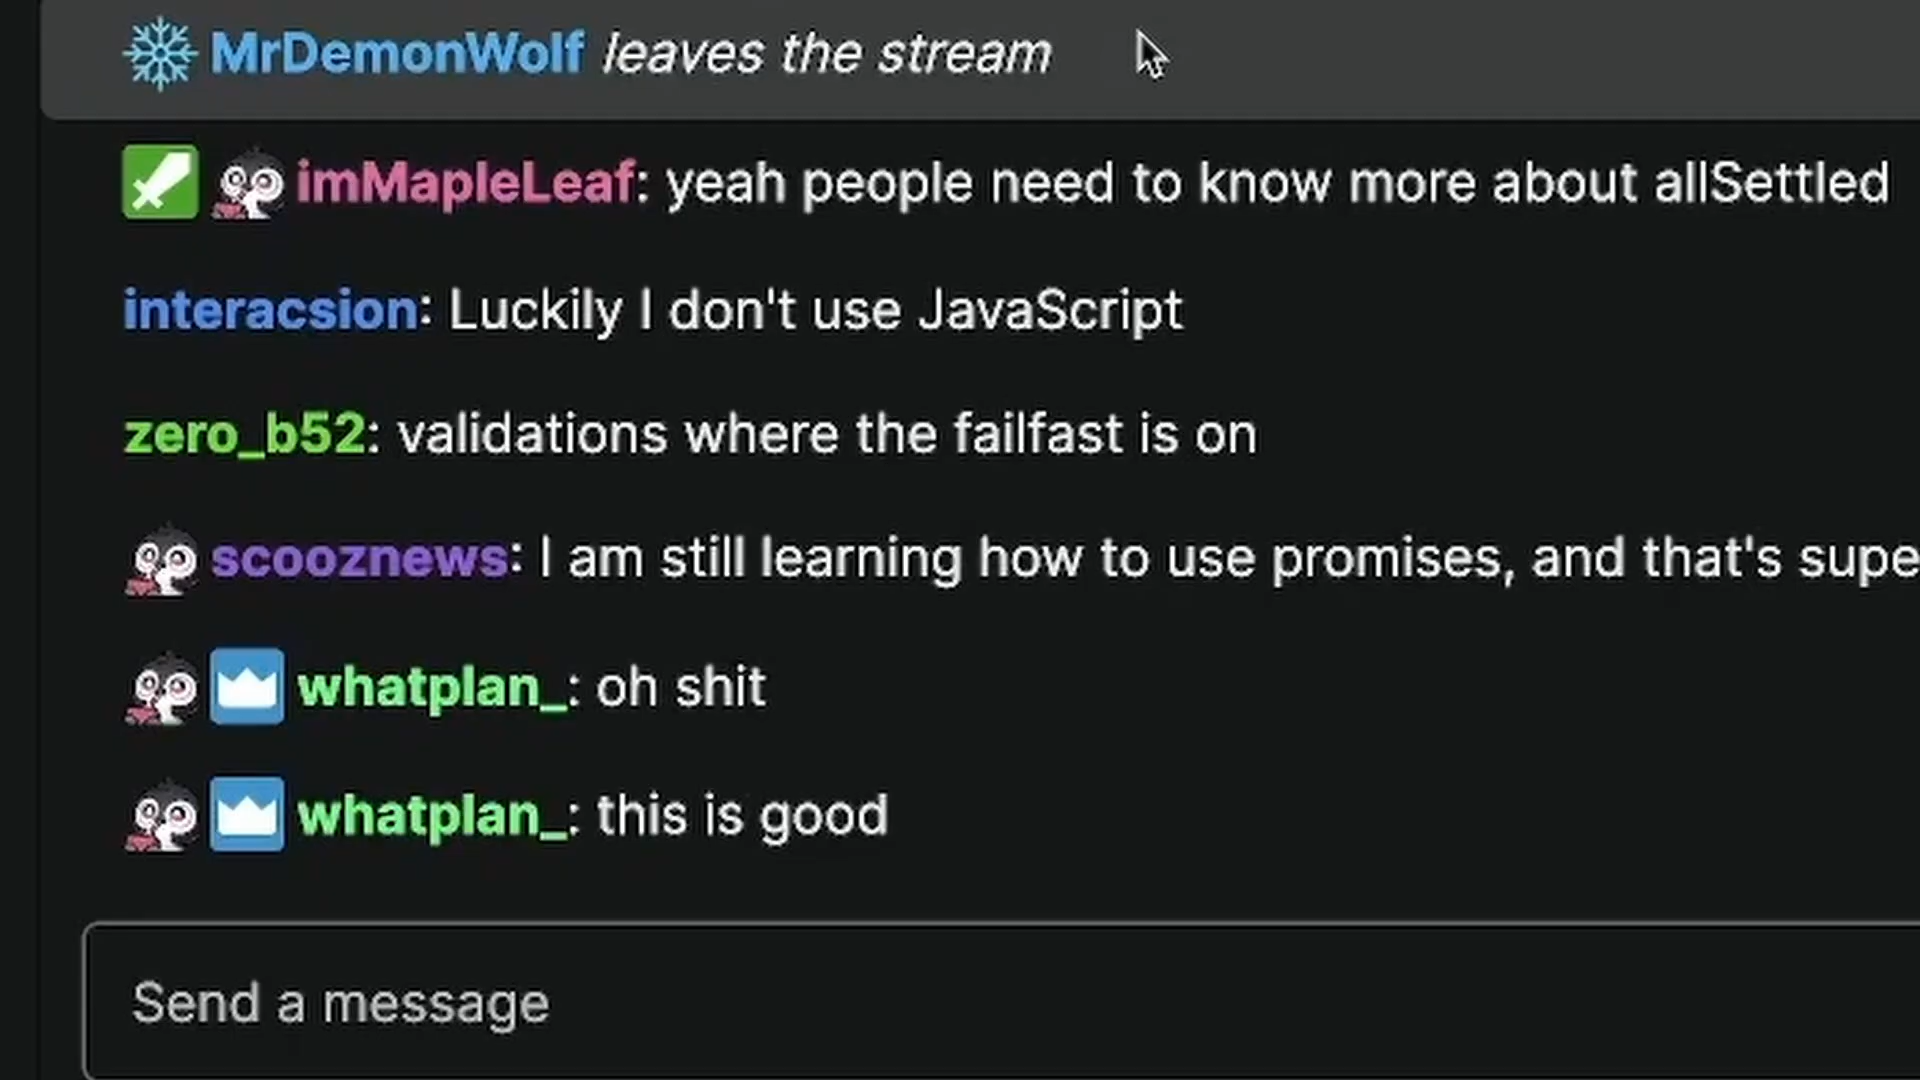 MrDemonWolf leaves the stream
imMapleLeaf: yeah people need to know more about allSettled
interacsion: Luckily I don't use JavaScript
zero_b52: validations where the failfast is on
scooznews: I am still learning how to use promises, and that's supe
whatplan_: oh shit
whatplan_: this is good
Send a message